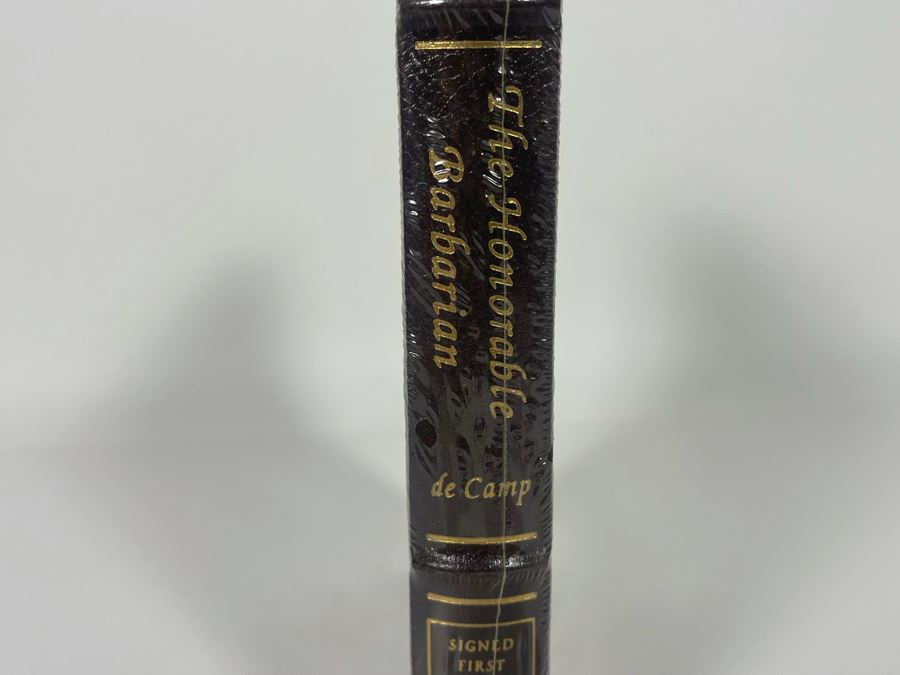 The Honorable
Barbarian
de Camp
SIGNED
FIRST